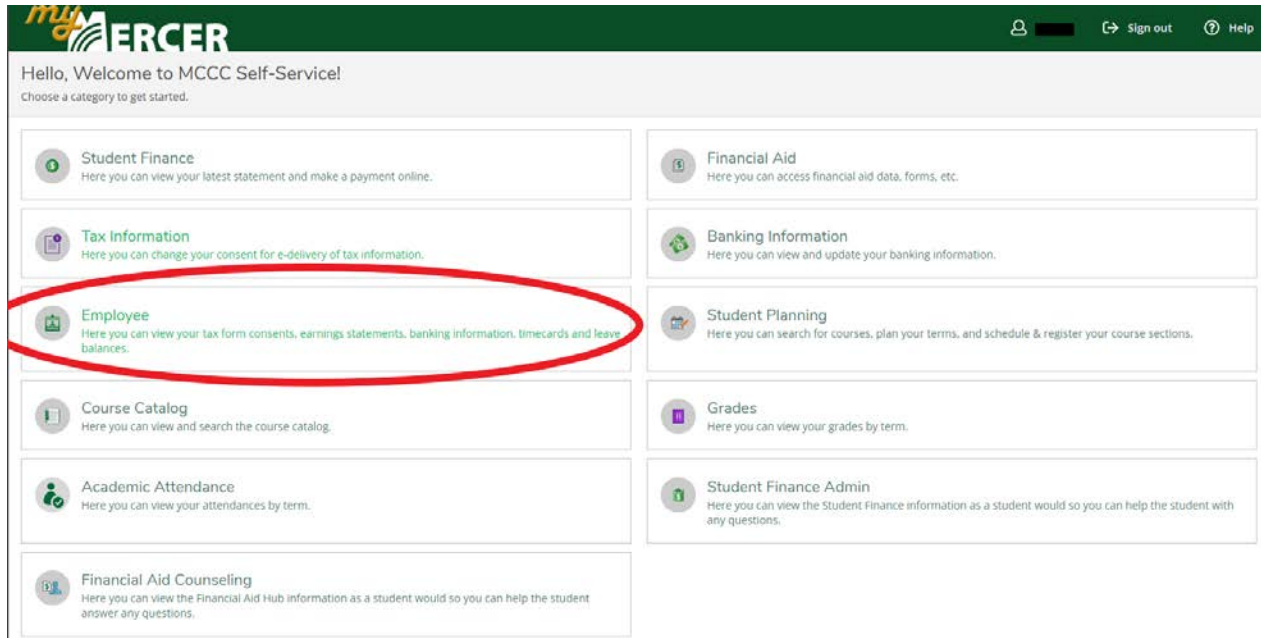 myMERCER
Sign out
Help
Hello, Welcome to MCCC Self-Service!
Choose a category to get started.
Student Finance
Here you can view your latest statement and make a payment online.
Financial Aid
Here you can access financial aid data, forms, etc.
Tax Information
Here you can change your consent for e-delivery of tax information.
Banking Information
Here you can view and update your banking information.
Employee
Here you can view your tax form consents, earnings statements, banking information, timecards and leave
balances.
Student Planning
Here you can search for courses, plan your terms, and schedule & register your course sections.
Course Catalog
Here you can view and search the course catalog.
Grades
Here you can view your grades by term.
Academic Attendance
Here you can view your attendances by term.
Student Finance Admin
Here you can view the Student Finance information as a student would so you can help the student with
any questions.
Financial Aid Counseling
Here you can view the Financial Aid Hub information as a student would so you can help the student
answer any questions.